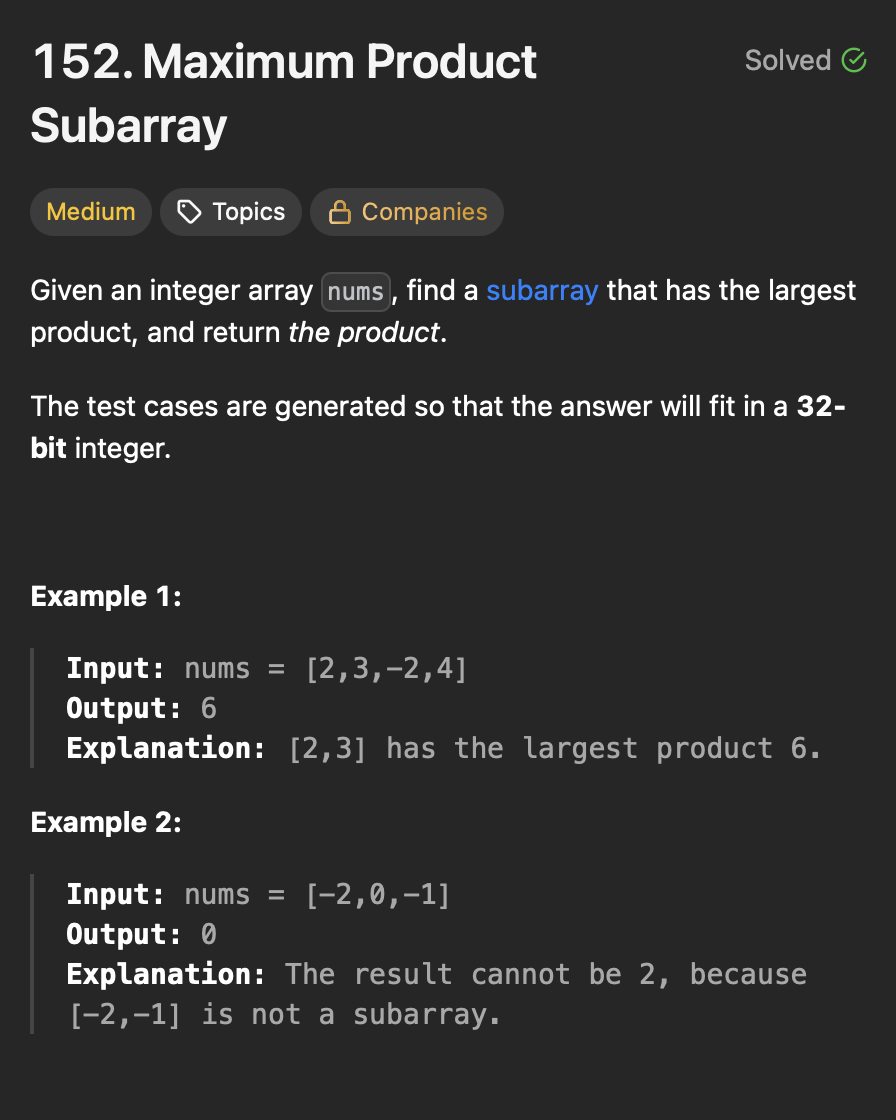 152. Maximum Product
Subarray
Solved
Medium
Topics
Companies
Given an integer array nums, find a subarray that has the largest
product, and return the product.
The test cases are generated so that the answer will fit in a 32-
bit integer.
Example 1:
Input: nums = [2,3,-2,4]
Output: 6
Explanation: [2,3] has the largest product 6.
Example 2:
Input: nums = [-2,0,-1]
Output: 0
Explanation: The result cannot be 2, because
[-2,-1] is not a subarray.